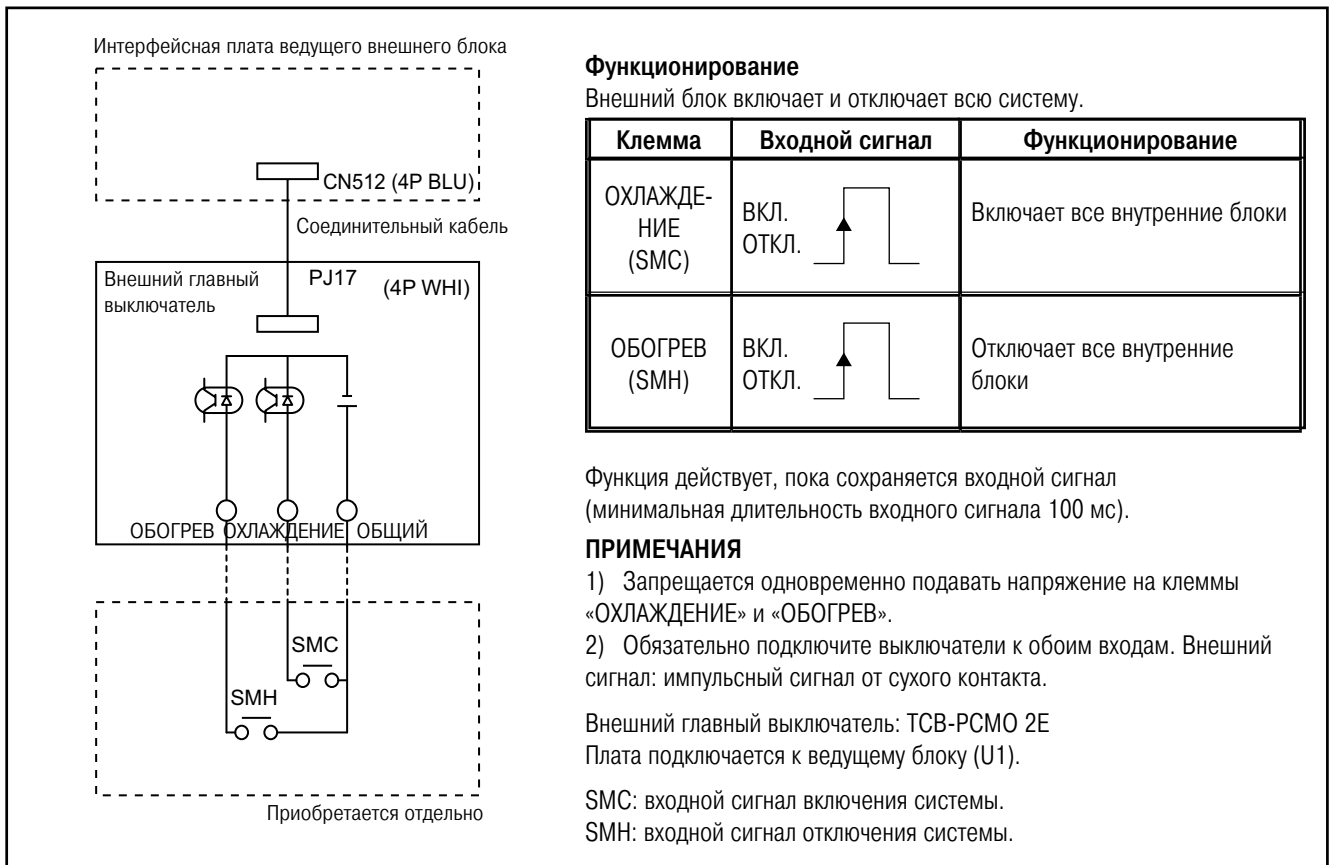 Интерфейсная плата ведущего внешнего блока
CN512 (4P BLU)
Соединительный кабель
Внешний главный
выключатель
PJ17
(4P WHI)
ОБОГРЕВ ОХЛАЖДЕНИЕ ОБЩИЙ
SMC
SMH
Приобретается отдельно
Функционирование
Внешний блок включает и отключает всю систему.
Клемма Входной сигнал Функционирование
ОХЛАЖДЕ-
НИЕ
(SMC)
ВКЛ.
ОТКЛ.
Включает все внутренние блоки
ОБОГРЕВ
(SMH)
ВКЛ.
ОТКЛ.
Отключает все внутренние
блоки
Функция действует, пока сохраняется входной сигнал
(минимальная длительность входного сигнала 100 мс).
ПРИМЕЧАНИЯ
1) Запрещается одновременно подавать напряжение на клеммы
«ОХЛАЖДЕНИЕ» и «ОБОГРЕВ».
2) Обязательно подключите выключатели к обоим входам. Внешний
сигнал: импульсный сигнал от сухого контакта.
Внешний главный выключатель: TCB-PCMO 2E
Плата подключается к ведущему блоку (U1).
SMC: входной сигнал включения системы.
SMH: входной сигнал отключения системы.